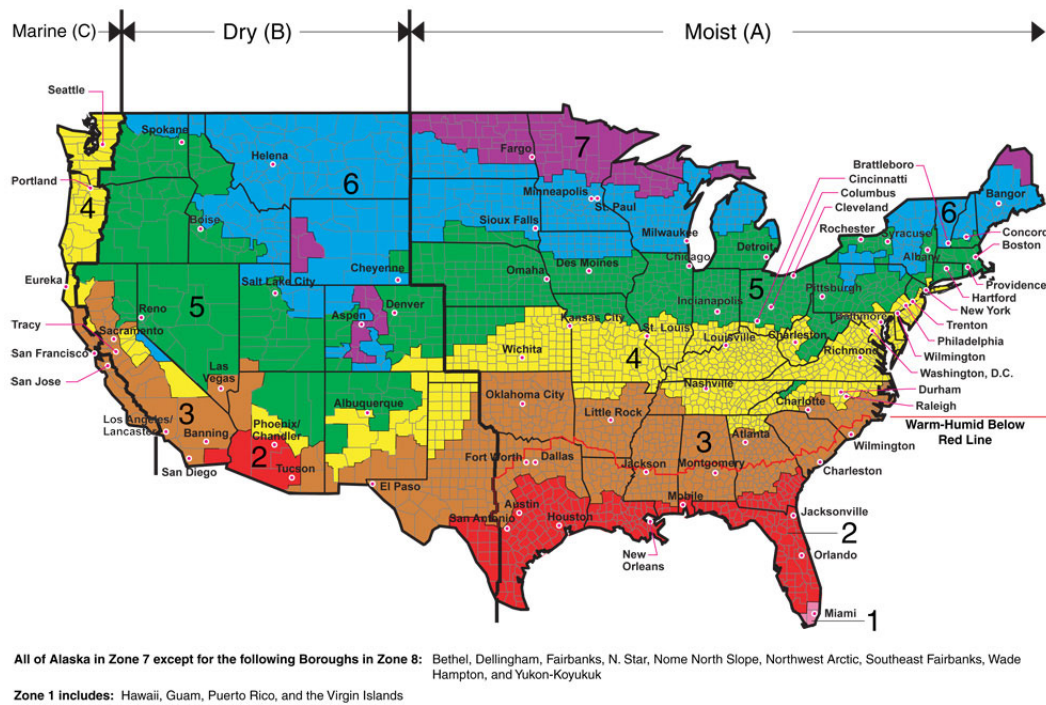 Marine (C)
Dry (B)
Moist (A)
Seattle
Spokane
Helena
Fargo
7
Portland
4
6
Minneapolis
St. Paul
Brattleboro
Cincinnatti
Columbus
Cleveland
Bangor
6
Boise
Sioux Falls
Milwaukee
Rochester
Syracuse
Concord
Detroit
Albany
Boston
Eureka
Cheyenne
Omaha
Des Moines
Chicago
Salt Lake City
Providence
Hartford
Reno
5
Denver
Aspen
Incianapolis
5
Pittsburgh
New York
Tracy
Sacramento
Kansas City
St. Louis
Charleston
Baltimore
Trenton
Philadelphia
San Francisco
Wichita
4
Louisville
Richmond
Wilmington
Washington, D.C.
San Jose
Las
Vegas
Nashville
Durham
Raleigh
3
Albuquerque
Oklahoma City
Little Rock
Charlotte
Los Angeles/
Lancaster
Banning
Phoenix/
Chandler
3
Atlanta
Warm-Humid Below
Red Line
2
Wilmington
San Diego
Tucson
Fort Worth
Dallas
Jackson
Montgomery
Charleston
El Paso
Austin
Mobile
San Antonio
Houston
Jacksonville
2
New
Orleans
Orlando
Miami
1
All of Alaska in Zone 7 except for the following Boroughs in Zone 8: Bethel, Dellingham, Fairbanks, N. Star, Nome North Slope, Northwest Arctic, Southeast Fairbanks, Wade
Hampton, and Yukon-Koyukuk
Zone 1 includes: Hawaii, Guam, Puerto Rico, and the Virgin Islands